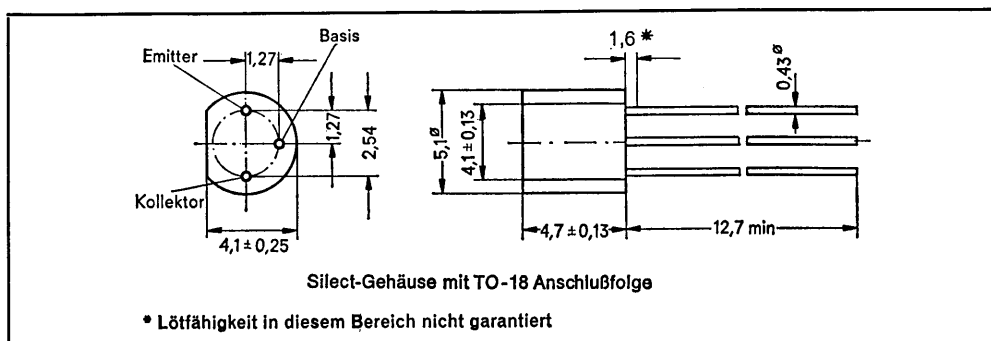 Basis
Emitter
1,27
1,27
2,54
Kollektor
4,1 ± 0,25
1,6 *
0,43 ø
5,1 ø
4,1 ± 0,13
4,7 ± 0,13
12,7 min
Silect-Gehäuse mit TO-18 Anschlußfolge
* Lötfähigkeit in diesem Bereich nicht garantiert